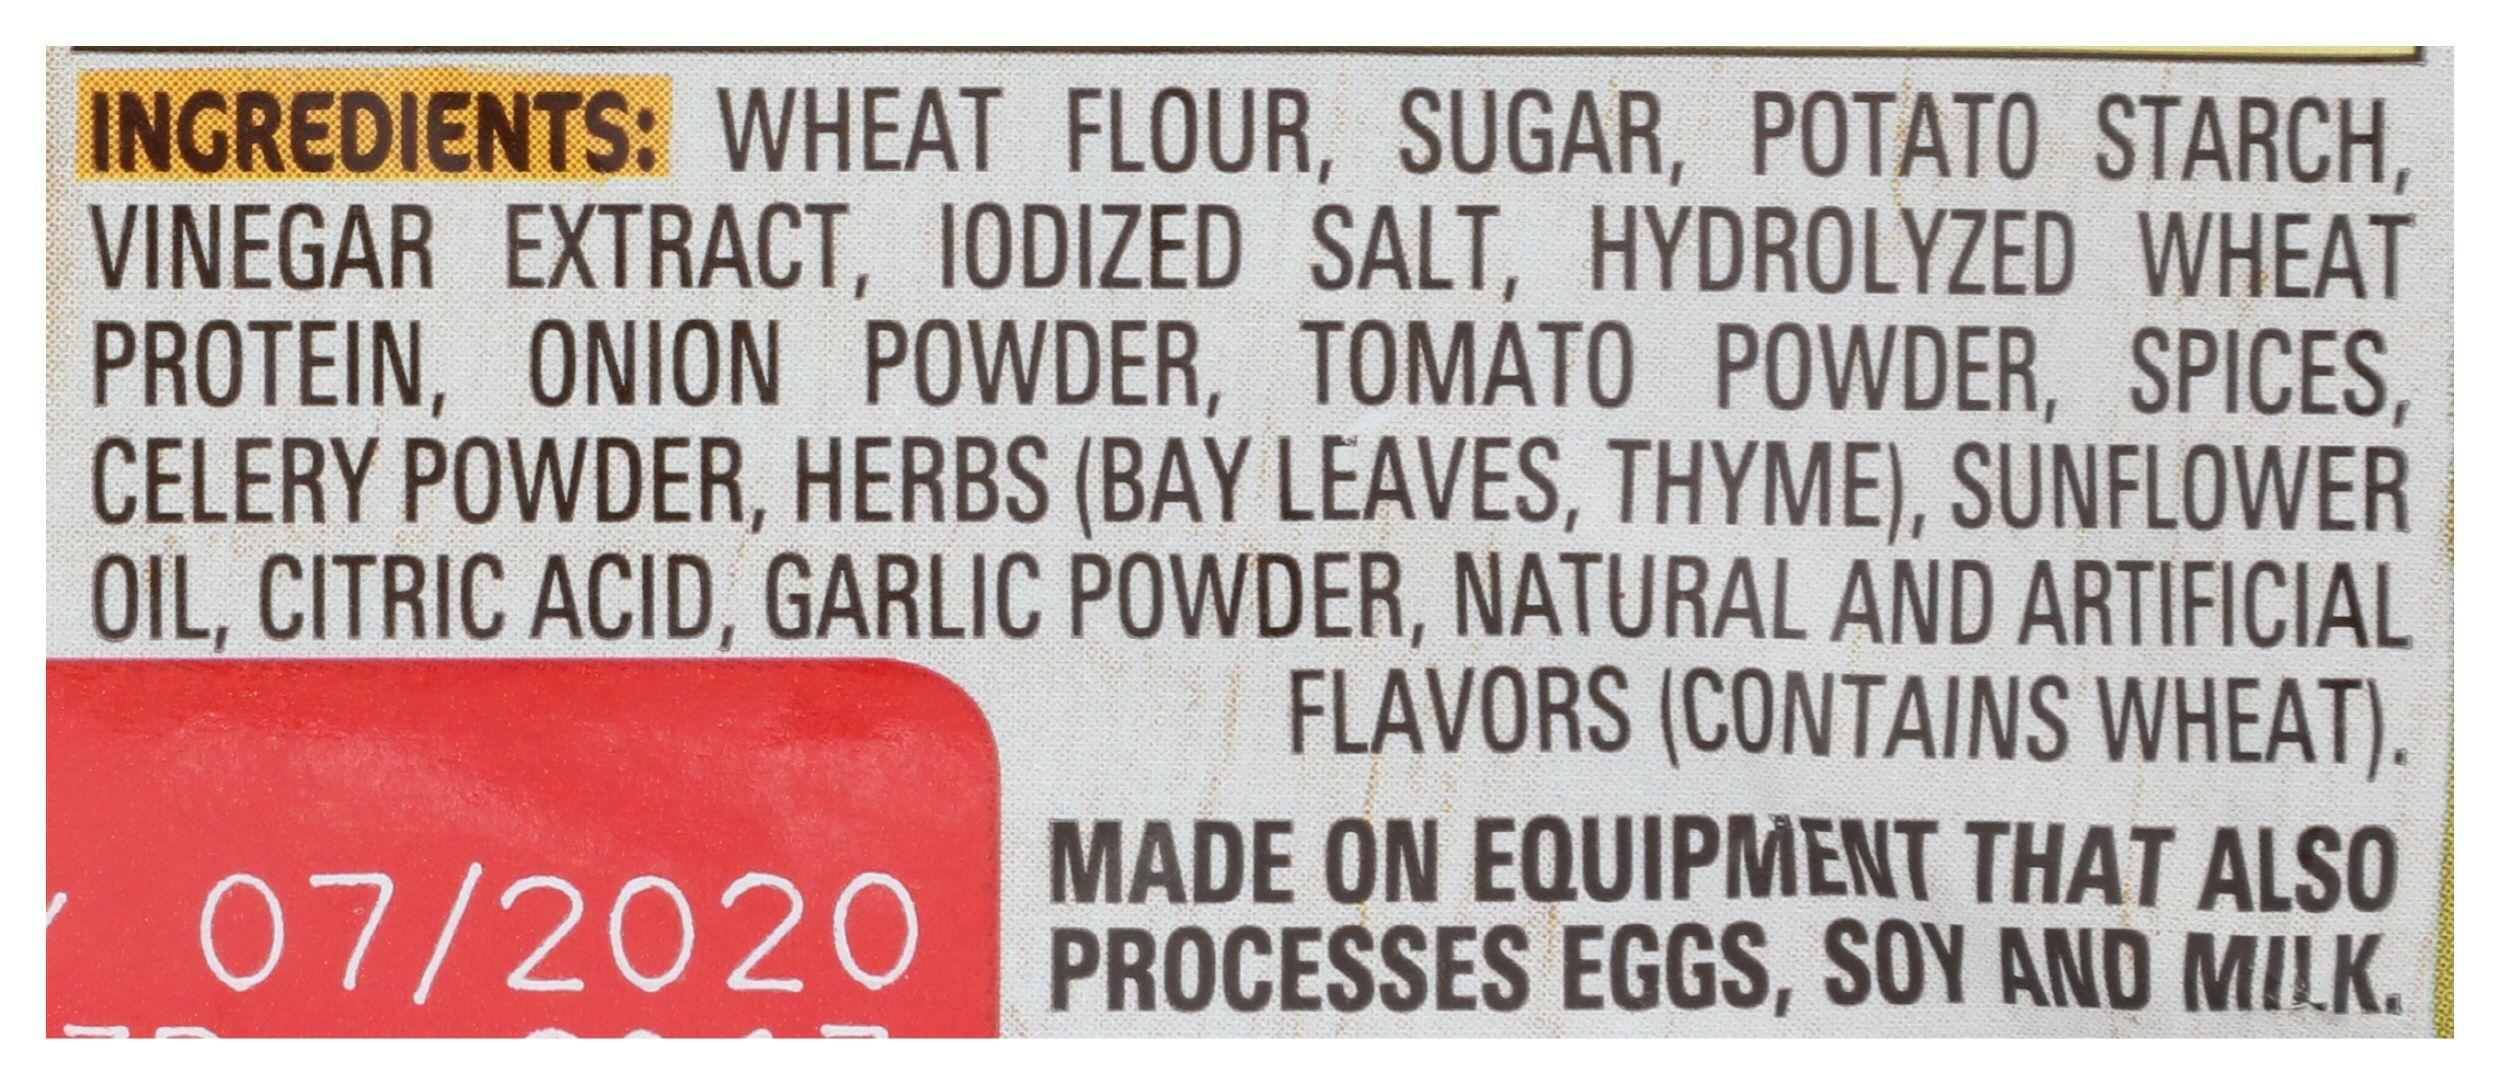 INGREDIENTS: WHEAT FLOUR, SUGAR, POTATO STARCH,
VINEGAR EXTRACT, IODIZED SALT, HYDROLYZED WHEAT
PROTEIN, ONION POWDER, TOMATO POWDER, SPICES,
CELERY POWDER, HERBS (BAY LEAVES, THYME), SUNFLOWER
OIL, CITRIC ACID, GARLIC POWDER, NATURAL AND ARTIFICIAL
FLAVORS (CONTAINS WHEAT).
MADE ON EQUIPMENT THAT ALSO
PROCESSES EGGS, SOY AND MILK.
07/2020